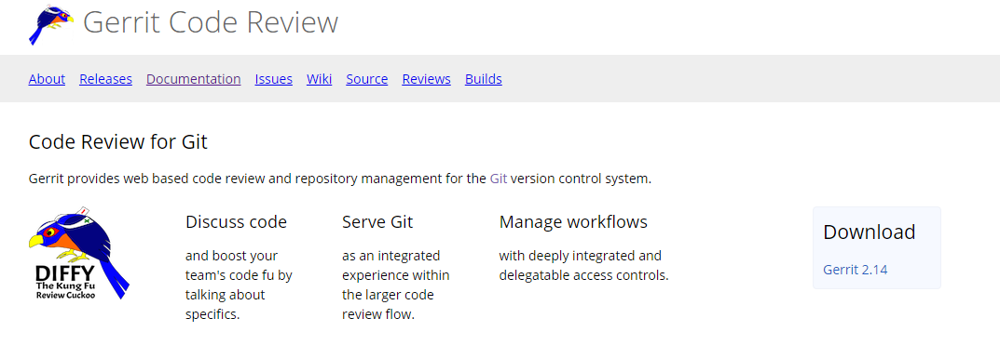 Gerrit Code Review
About Releases Documentation Issues Wiki Source Reviews Builds
Code Review for Git
Gerrit provides web based code review and repository management for the Git version control system.
DIFFY
The Kung Fu
Review Cuckoo
Discuss code
and boost your
team's code fu by
talking about
specifics.
Serve Git
as an integrated
experience within
the larger code
review flow.
Manage workflows
with deeply integrated and
delegatable access controls.
Download
Gerrit 2.14